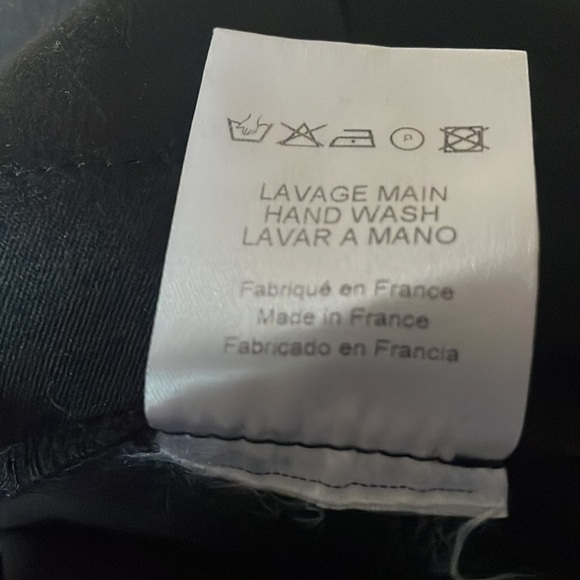 P
LAVAGE MAIN
HAND WASH
LAVAR A MANO
Fabriqué en France
Made in France
Fabricado en Francia